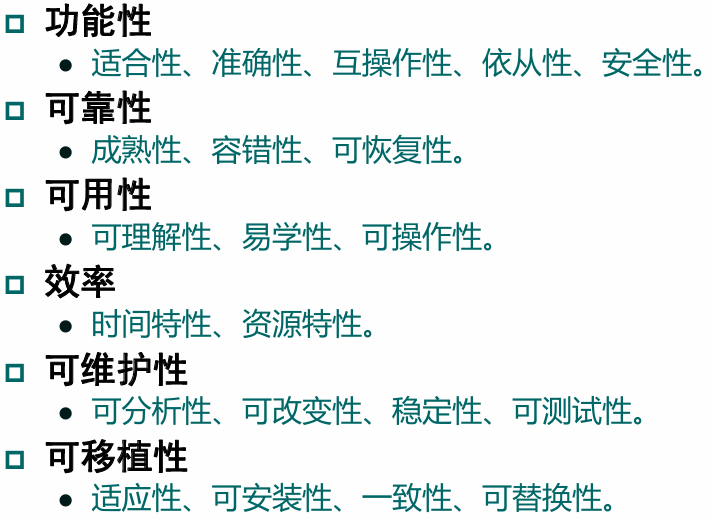 功能性
适合性、准确性、互操作性、依从性、安全性。
可靠性
成熟性、容错性、可恢复性。
可用性
可理解性、易学性、可操作性。
效率
时间特性、资源特性。
可维护性
可分析性、可改变性、稳定性、可测试性。
可移植性
适应性、可安装性、一致性、可替换性。